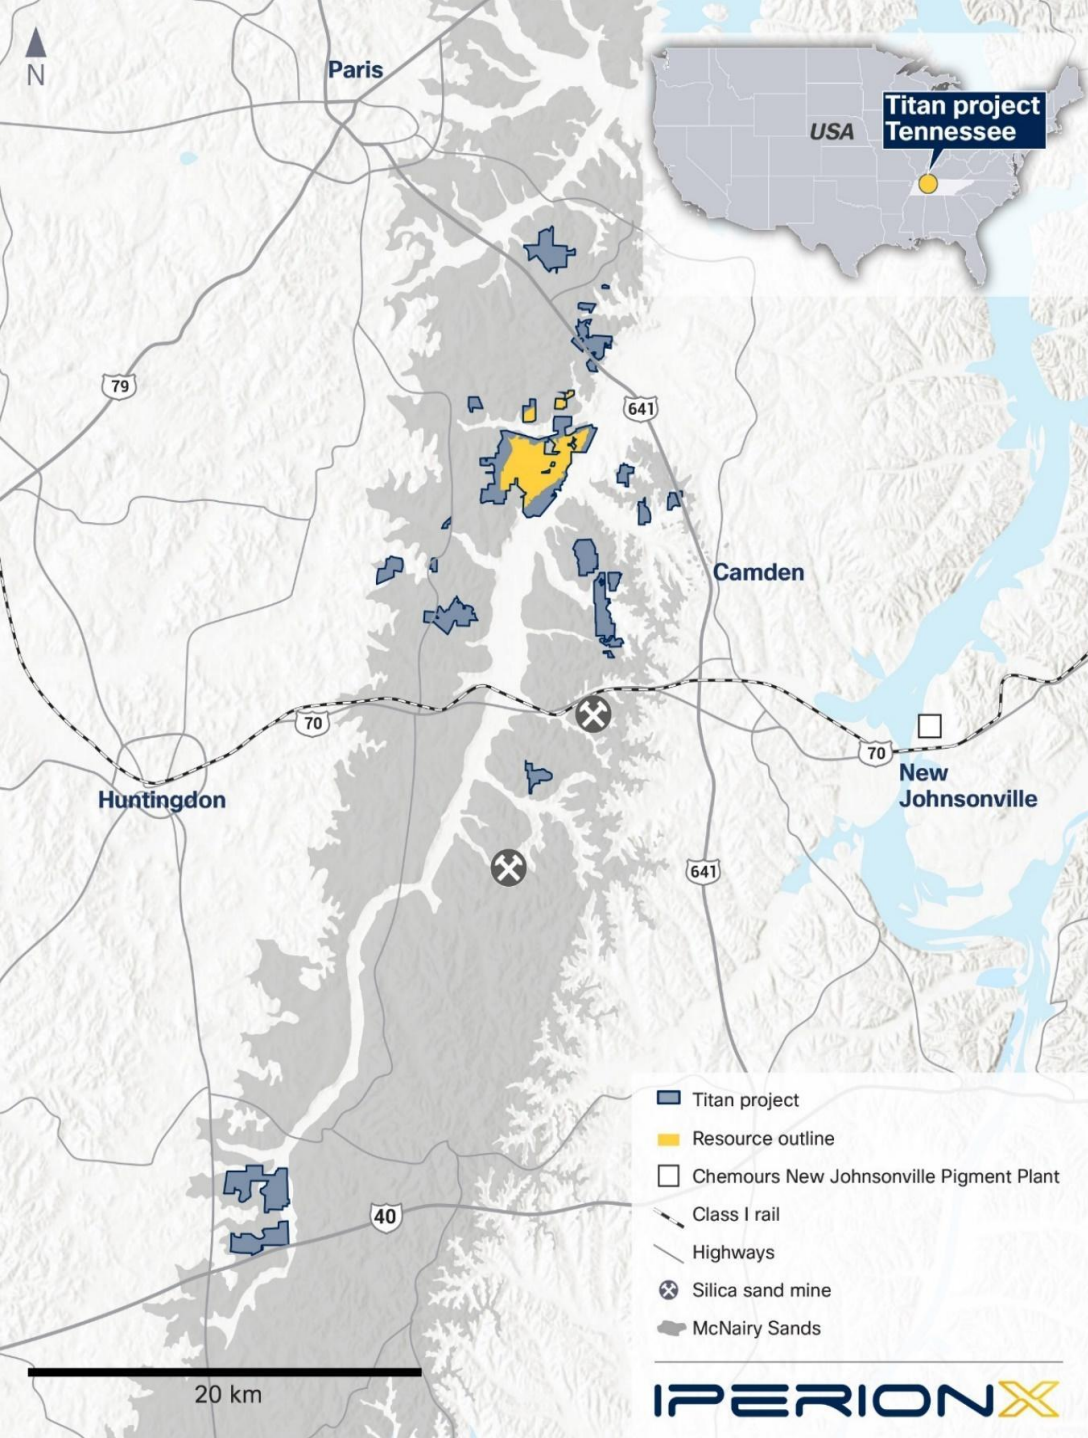 N
Paris
USA
Titan project
Tennessee
79
641
Camden
70
70
New
Johnsonville
Huntingdon
641
40
Titan project
Resource outline
Chemours New Johnsonville Pigment Plant
Class I rail
Highways
Silica sand mine
McNairy Sands
20 km
IPERIONX